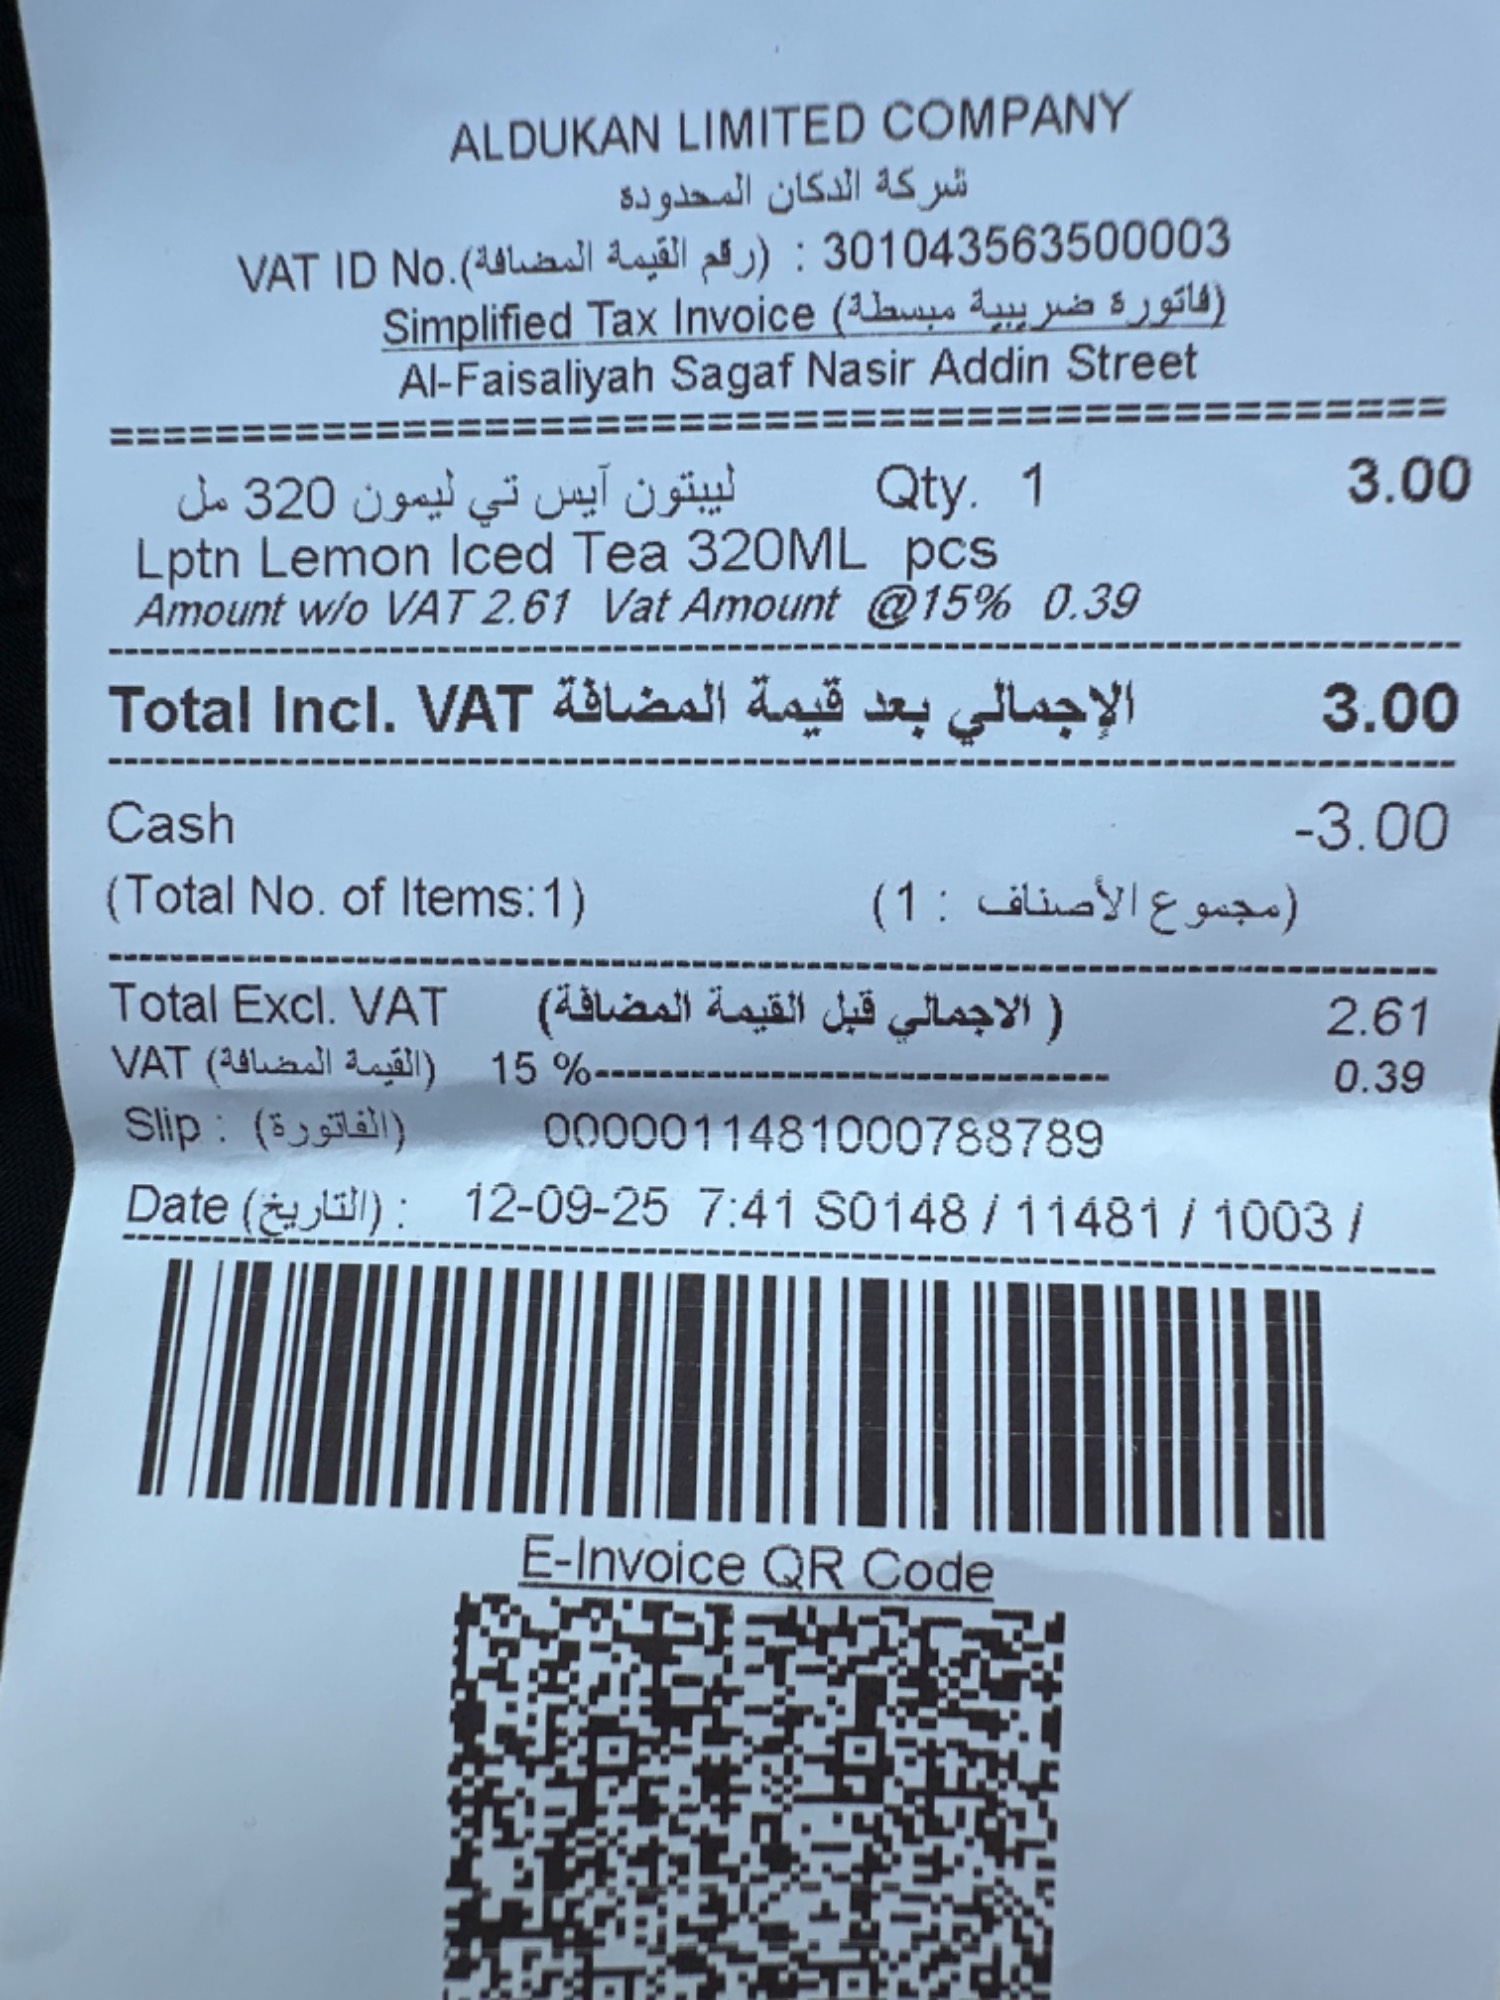 ALDUKAN LIMITED COMPANY
شركة الدكان المحدودة
VAT ID No.(رقم القيمة المضافة) : 301043563500003
Simplified Tax Invoice (فاتورة ضريبية مبسطة)
Al-Faisaliyah Sagaf Nasir Addin Street
==================================================
ليبتون آيس تي ليمون 320 مل Qty. 1 3.00
Lptn Lemon Iced Tea 320ML pcs
Amount w/o VAT 2.61 Vat Amount @15% 0.39
Total Incl. VAT الإجمالي بعد قيمة المضافة 3.00
Cash -3.00
(Total No. of Items:1) (مجموع الأصناف : 1)
Total Excl. VAT (الاجمالي قبل القيمة المضافة ) 2.61
VAT (القيمة المضافة) 15 %-------------------------------- 0.39
Slip : (الفاتورة) 0000011481000788789
Date (التاريخ) : 12-09-25 7:41 S0148 / 11481 / 1003 /
E-Invoice QR Code